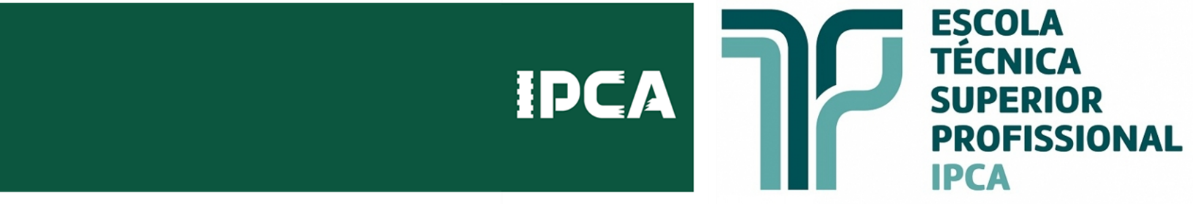 IPCA
ESCOLA
TÉCNICA
SUPERIOR
PROFISSIONAL
IPCA